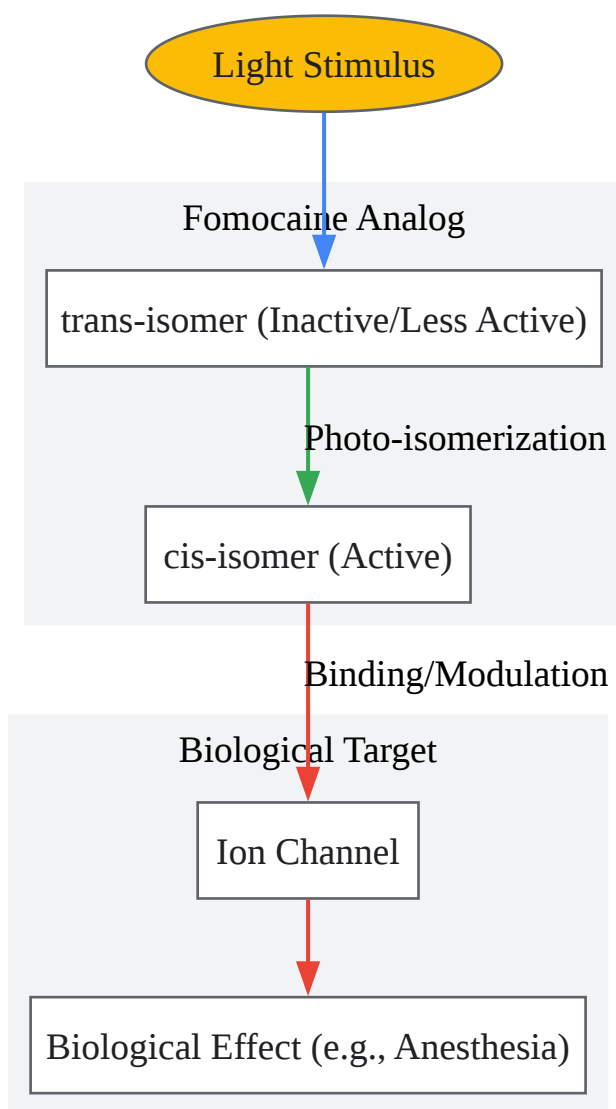 Light Stimulus
Fomocaine Analog
trans-isomer (Inactive/Less Active)
Photo-isomerization
cis-isomer (Active)
Binding/Modulation
Biological Target
Ion Channel
Biological Effect (e.g., Anesthesia)